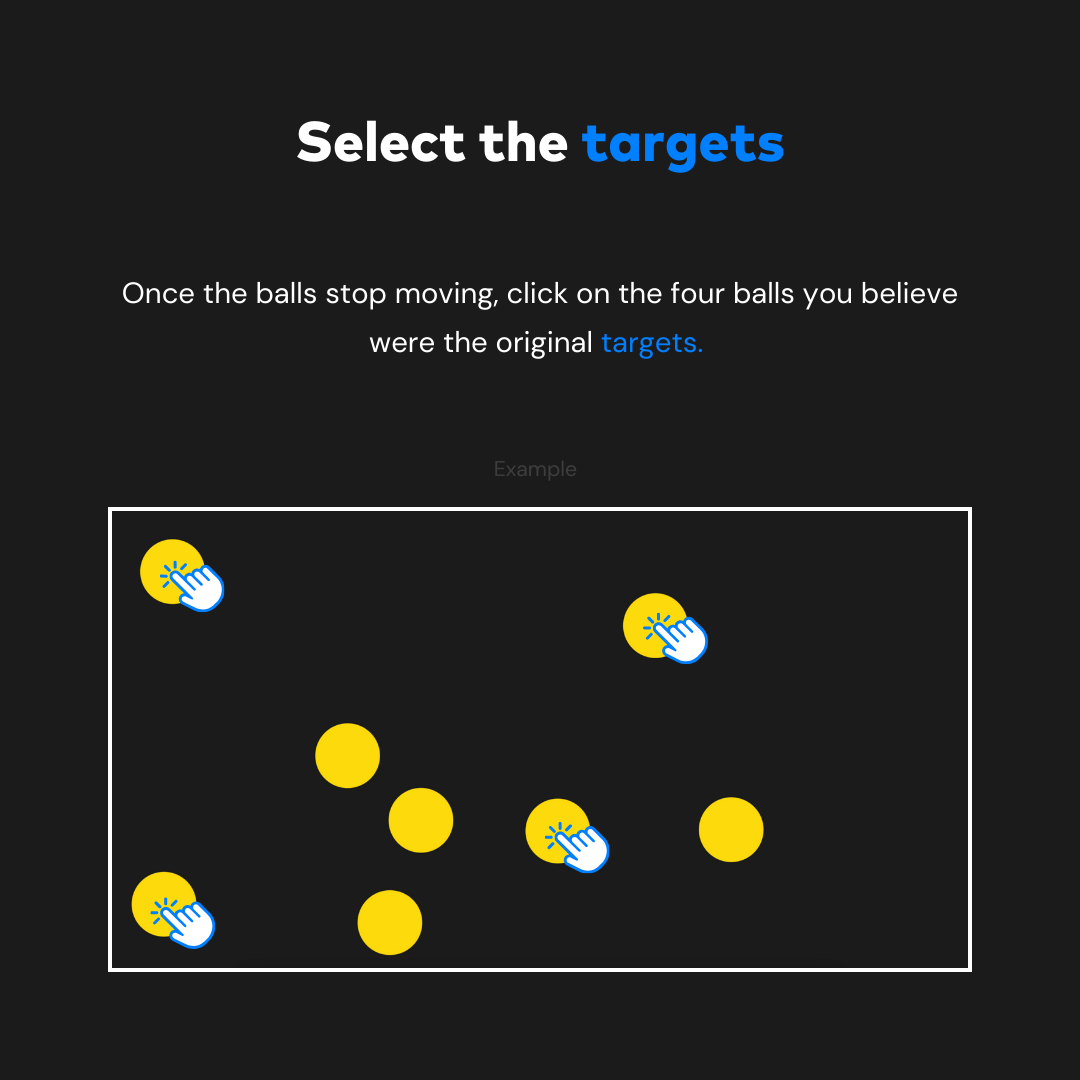 Select the targets
Once the balls stop moving, click on the four balls you believe
were the original targets.
Example